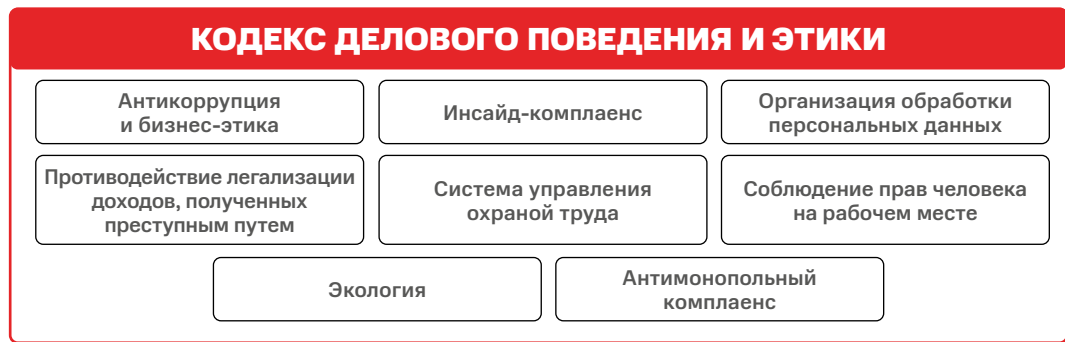 КОДЕКС ДЕЛОВОГО ПОВЕДЕНИЯ И ЭТИКИ
Антикоррупция
и бизнес-этика
Инсайд-комплаенс
Организация обработки
персональных данных
Противодействие легализации
доходов, полученных
преступным путем
Система управления
охраной труда
Соблюдение прав человека
на рабочем месте
Экология
Антимонопольный
комплаенс